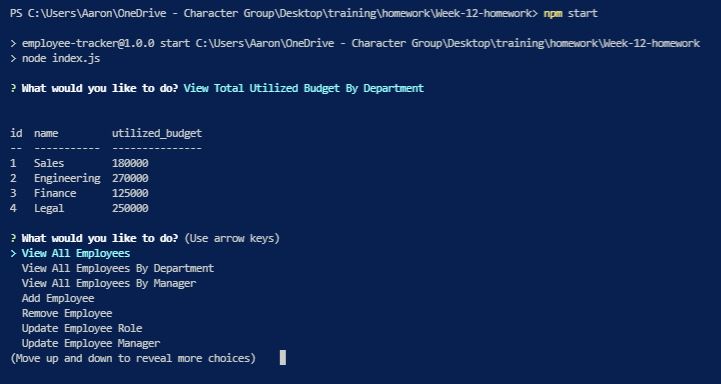 PS C:\Users\Aaron\OneDrive - Character Group\Desktop\training\homework\Week-12-homework> npm start
> employee-tracker@1.0.0 start C:\Users\Aaron\OneDrive - Character Group\Desktop\training\homework\Week-12-homework
> node index.js
? What would you like to do? View Total Utilized Budget By Department
id  name         utilized_budget
--  -----------  ---------------
1   Sales        180000
2   Engineering  270000
3   Finance      125000
4   Legal        250000
? What would you like to do? (Use arrow keys)
> View All Employees
  View All Employees By Department
  View All Employees By Manager
  Add Employee
  Remove Employee
  Update Employee Role
  Update Employee Manager
(Move up and down to reveal more choices)